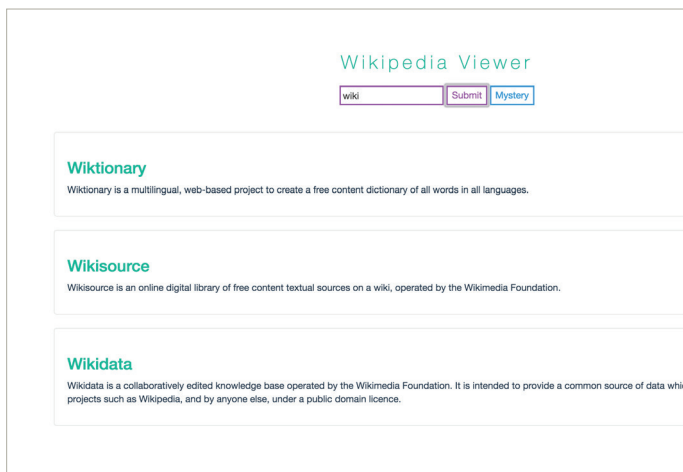 Wikipedia Viewer
wiki Submit Mystery
Wiktionary
Wiktionary is a multilingual, web-based project to create a free content dictionary of all words in all languages.
Wikisource
Wikisource is an online digital library of free content textual sources on a wiki, operated by the Wikimedia Foundation.
Wikidata
Wikidata is a collaboratively edited knowledge base operated by the Wikimedia Foundation. It is intended to provide a common source of data
projects such as Wikipedia, and by anyone else, under a public domain licence.